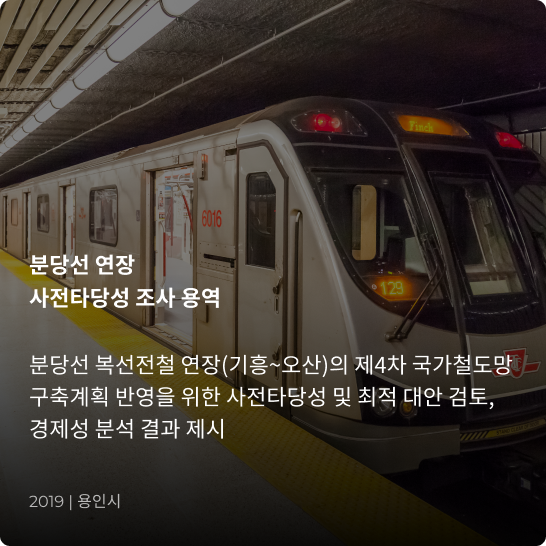 Finch
6016
129
분당선 연장
사전타당성 조사 용역
분당선 복선전철 연장(기흥~오산)의 제4차 국가철도망
구축계획 반영을 위한 사전타당성 및 최적 대안 검토,
경제성 분석 결과 제시
2019 | 용인시